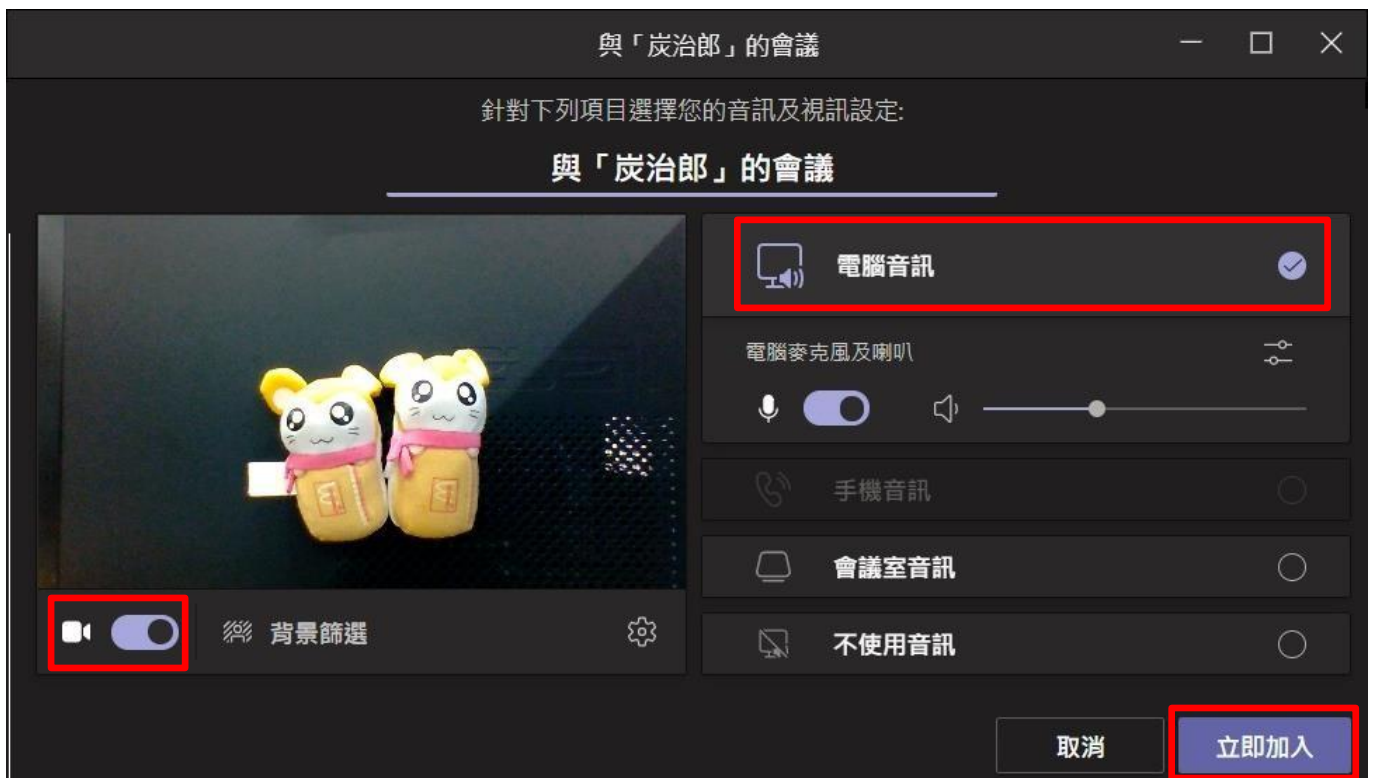 與「炭治郎」的會議
針對下列項目選擇您的音訊及視訊設定:
與「炭治郎」的會議
電腦音訊
電腦麥克風及喇叭
手機音訊
會議室音訊
背景篩選
不使用音訊
取消
立即加入